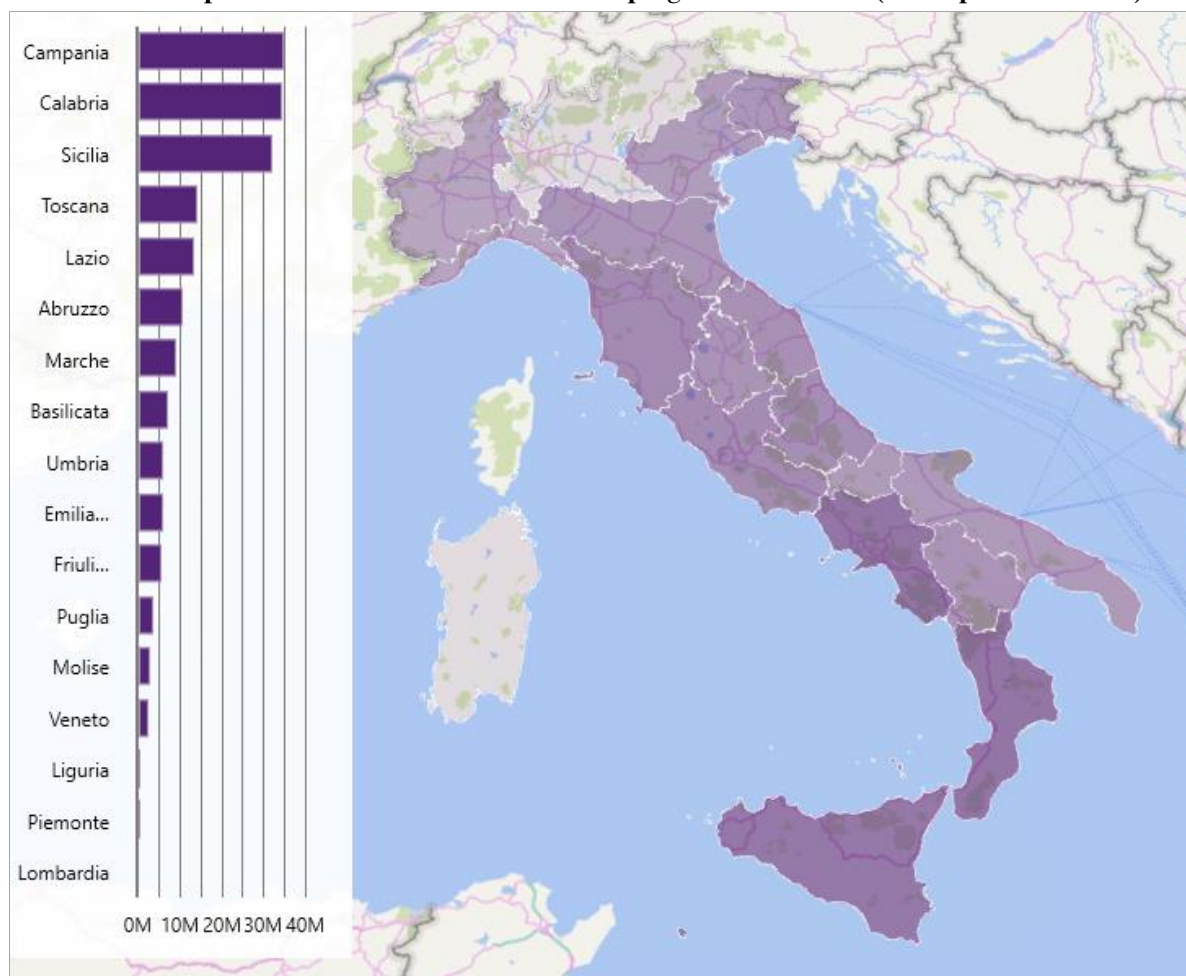 Campania
Calabria
Sicilia
Toscana
Lazio
Abruzzo
Marche
Basilicata
Umbria
Emilia...
Friuli...
Puglia
Molise
Veneto
Liguria
Piemonte
Lombardia
0M 10M 20M 30M 40M